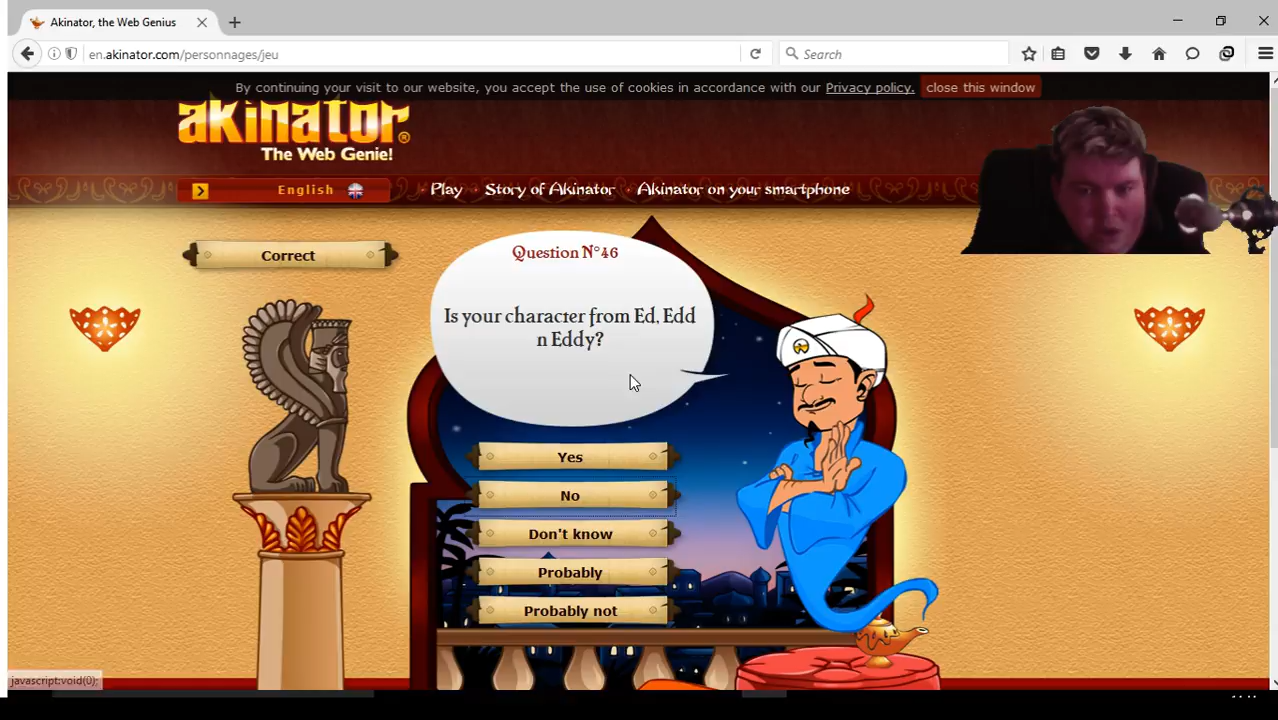 Akinator, the Web Genius
en.akinator.com/personnages/jeu
Search
By continuing your visit to our website, you accept the use of cookies in accordance with our Privacy policy. close this window
akinator®
The Web Genie!
English
Play
Story of Akinator
Akinator on your smartphone
Correct
Question N°46
Is your character from Ed, Edd
n Eddy?
Yes
No
Don't know
Probably
Probably not
javascript:void(0);